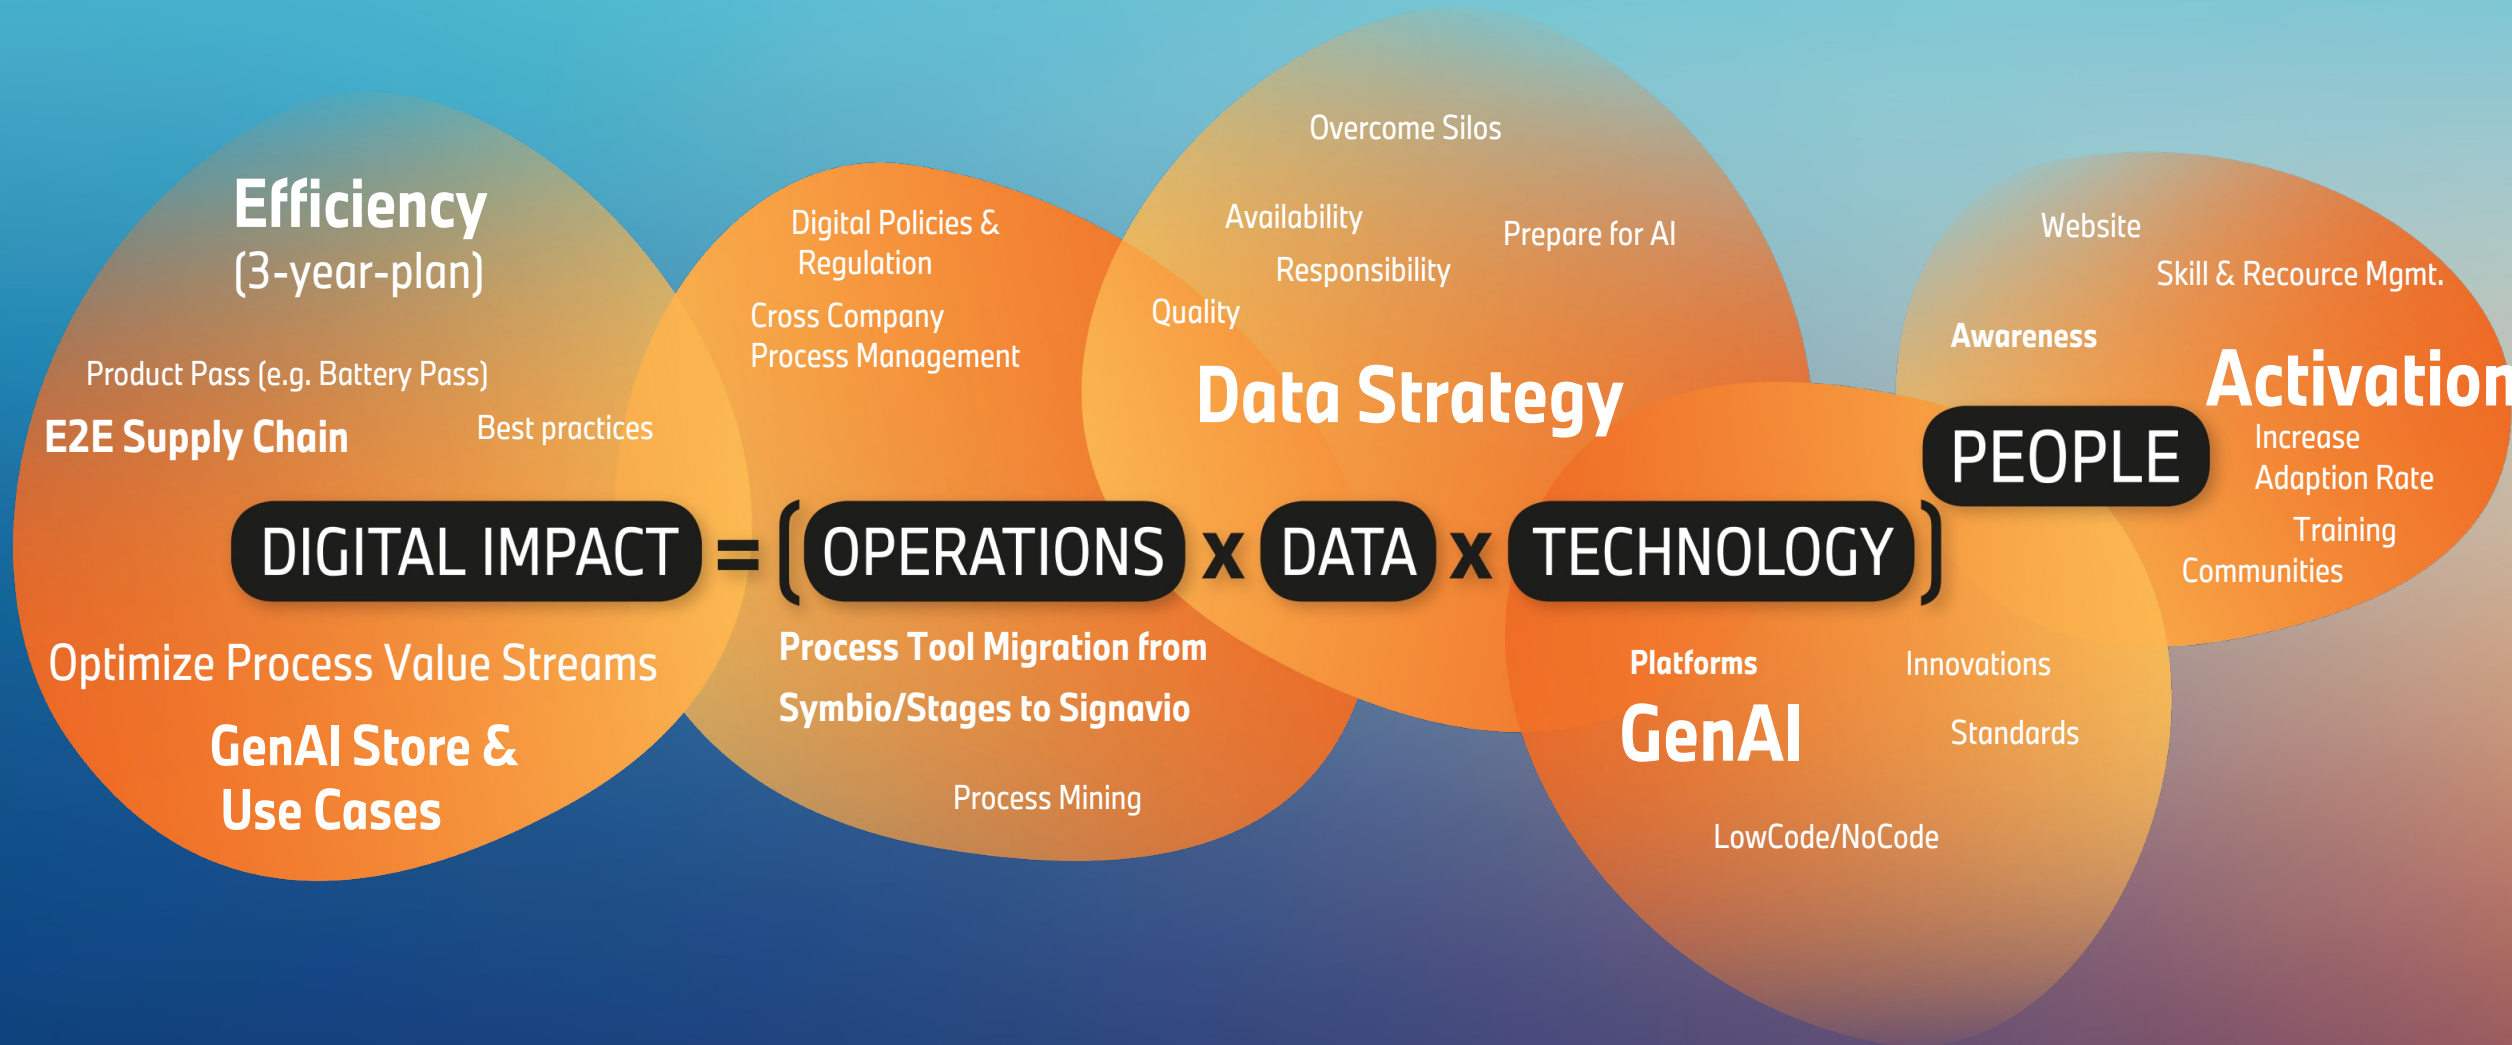 Efficiency
(3-year-plan)
Product Pass (e.g. Battery Pass)
E2E Supply Chain
Best practices
Digital Policies &
Regulation
Cross Company
Process Management
Overcome Silos
Availability
Prepare for AI
Responsibility
Quality
Data Strategy
Website
Skill & Recource Mgmt.
Awareness
Activation
Increase
Adaption Rate
Training
Communities
DIGITAL IMPACT = (OPERATIONS x DATA x TECHNOLOGY) PEOPLE
Optimize Process Value Streams
GenAI Store &
Use Cases
Process Tool Migration from
Symbio/Stages to Signavio
Process Mining
Platforms
Innovations
GenAI
Standards
LowCode/NoCode